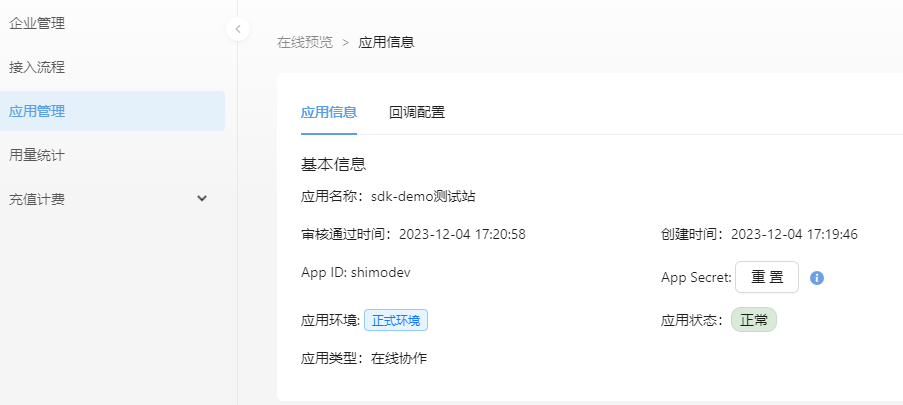 企业管理
接入流程
应用管理
用量统计
充值计费
在线预览 > 应用信息
应用信息 回调配置
基本信息
应用名称：sdk-demo测试站
审核通过时间：2023-12-04 17:20:58 创建时间：2023-12-04 17:19:46
App ID: shimodev App Secret: 重 置
应用环境: 正式环境 应用状态：正常
应用类型：在线协作